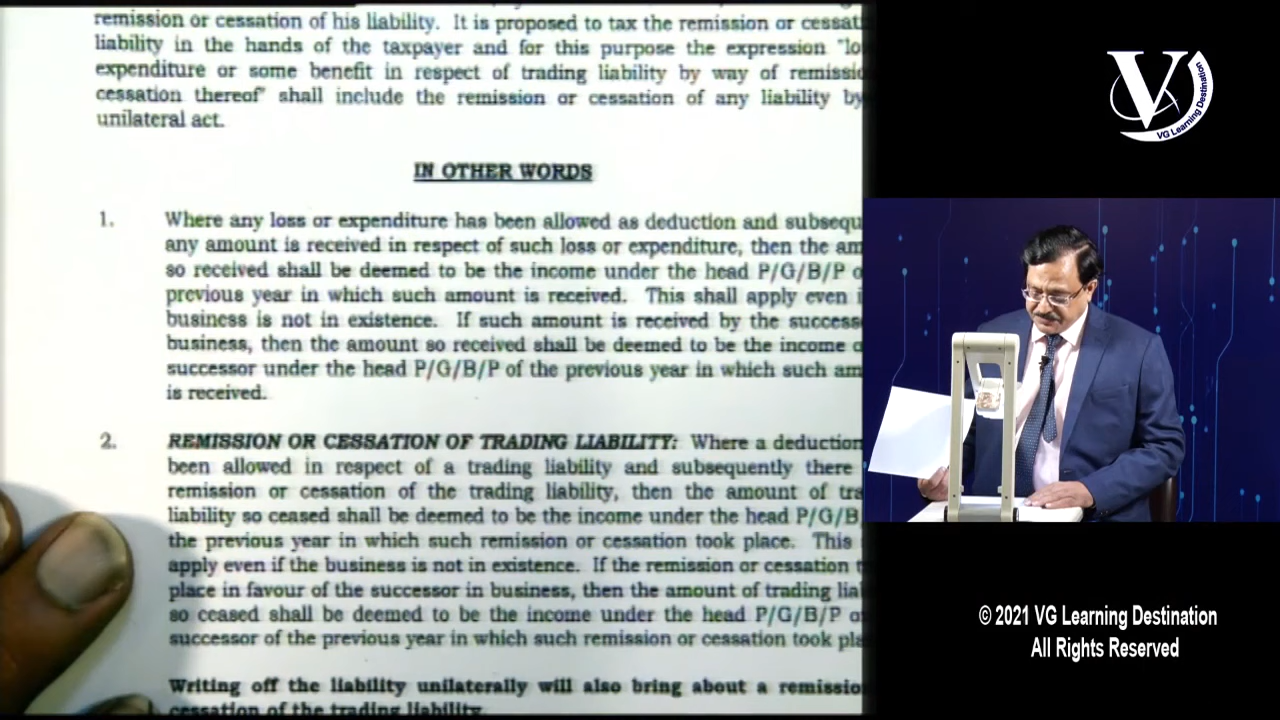 remission or cessation of his liability. It is proposed to tax the remission or cessat
liability in the hands of the taxpayer and for this purpose the expression "lo
expenditure or some benefit in respect of trading liability by way of remissio
cessation thereof" shall include the remission or cessation of any liability by
unilateral act.
IN OTHER WORDS
1. Where any loss or expenditure has been allowed as deduction and subsequ
any amount is received in respect of such loss or expenditure, then the am
so received shall be deemed to be the income under the head P/G/B/P o
previous year in which such amount is received. This shall apply even i
business is not in existence. If such amount is received by the success
business, then the amount so received shall be deemed to be the income o
successor under the head P/G/B/P of the previous year in which such am
is received.
2. REMISSION OR CESSATION OF TRADING LIABILITY: Where a deduction
been allowed in respect of a trading liability and subsequently there
remission or cessation of the trading liability, then the amount of tra
liability so ceased shall be deemed to be the income under the head P/G/B/
the previous year in which such remission or cessation took place. This
apply even if the business is not in existence. If the remission or cessation t
place in favour of the successor in business, then the amount of trading lia
so ceased shall be deemed to be the income under the head P/G/B/P o
successor of the previous year in which such remission or cessation took pla
Writing off the liability unilaterally will also bring about a remissio
cessation of the trading liability.
V
VG Learning Destination
© 2021 VG Learning Destination
All Rights Reserved